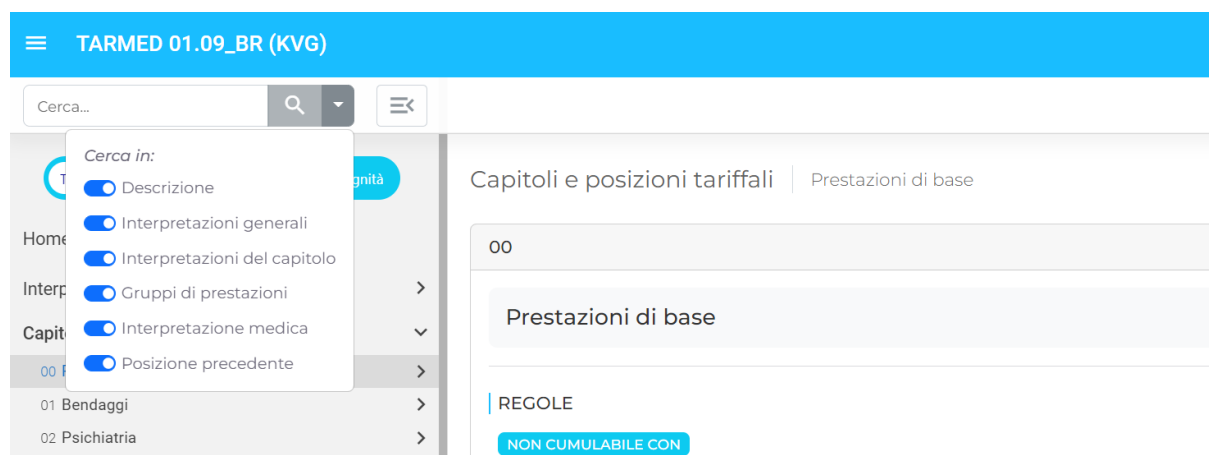 TARMED 01.09_BR (KVG)
Cerca...
Cerca in:
Descrizione
Interpretazioni generali
Interpretazioni del capitolo
Gruppi di prestazioni
Interpretazione medica
Posizione precedente
Home
01 Bendaggi
02 Psichiatria
Capitoli e posizioni tariffali
Prestazioni di base
00
Prestazioni di base
REGOLE
NON CUMULABILE CON